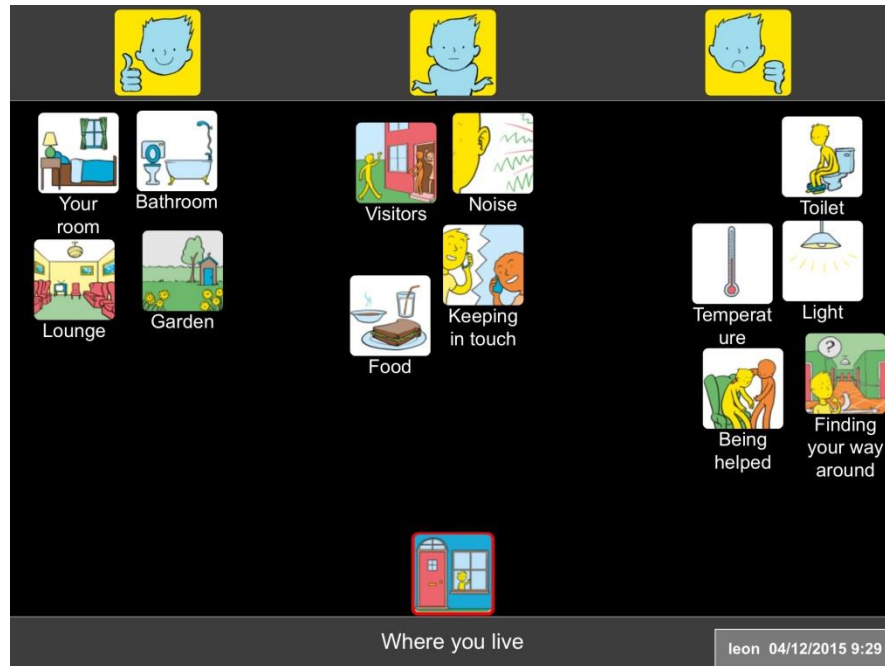 Your
room
Bathroom
Lounge
Garden
Visitors
Noise
Keeping
in touch
Food
Toilet
Temperat
ure
Light
Being
helped
Finding
your way
around
?
Where you live
leon 04/12/2015 9:29